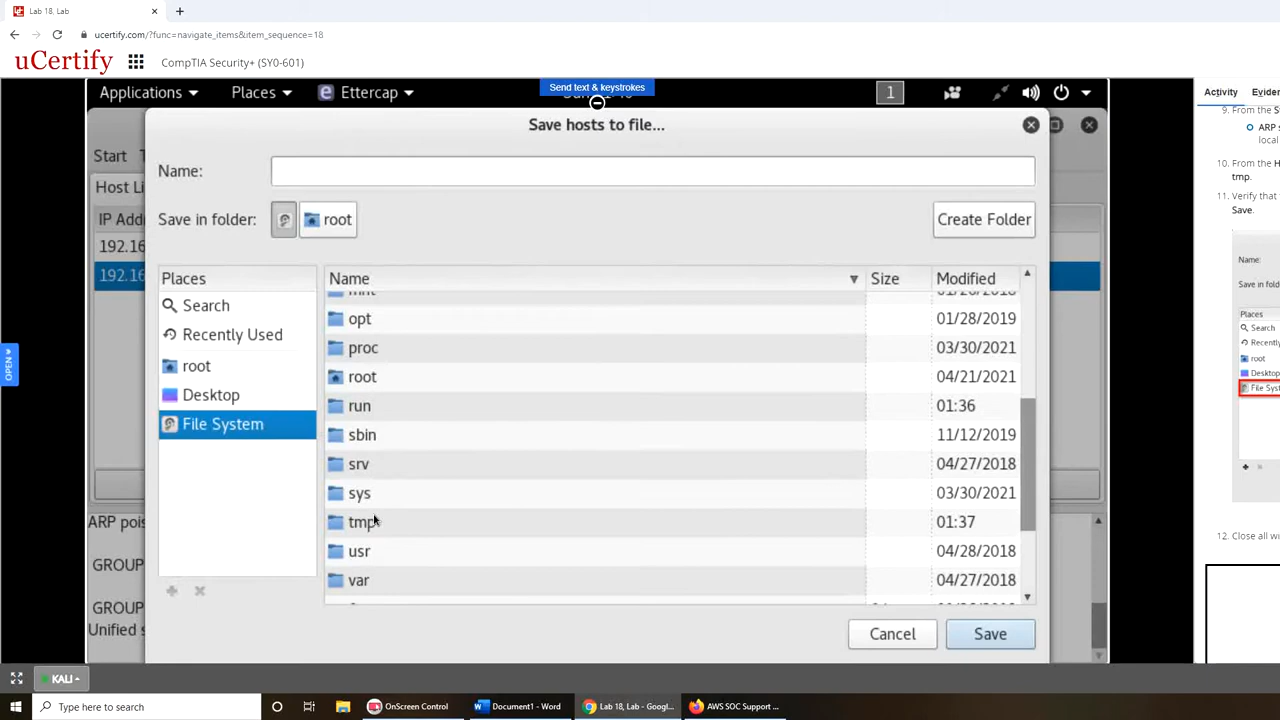 Lab 18, Lab
ucertify.com/?func=navigate_items&item_sequence=18
uCertify
CompTIA Security+ (SY0-601)
Applications
Places
Ettercap
Send text & keystrokes
1
Save hosts to file...
Start
Name:
Save in folder:
root
Create Folder
Host Li
IP Addr
192.16
192.16
Places
Search
Recently Used
root
Desktop
File System
Name
Size
Modified
opt
01/28/2019
proc
03/30/2021
root
04/21/2021
run
01:36
sbin
11/12/2019
srv
04/27/2018
sys
03/30/2021
tmp
01:37
usr
04/28/2018
var
04/27/2018
ARP pois
GROUP
GROUP
Unified s
Cancel
Save
OPEN
KALI
Activity
Eviden
9. From the S
ARP s
local
10. From the H
tmp.
11. Verify that
Save.
Name:
Save in fold
Places
Search
Recently
root
Desktop
File Syst
12. Close all wi
Type here to search
OnScreen Control
Document1 - Word
Lab 18, Lab - Googl...
AWS SOC Support ...